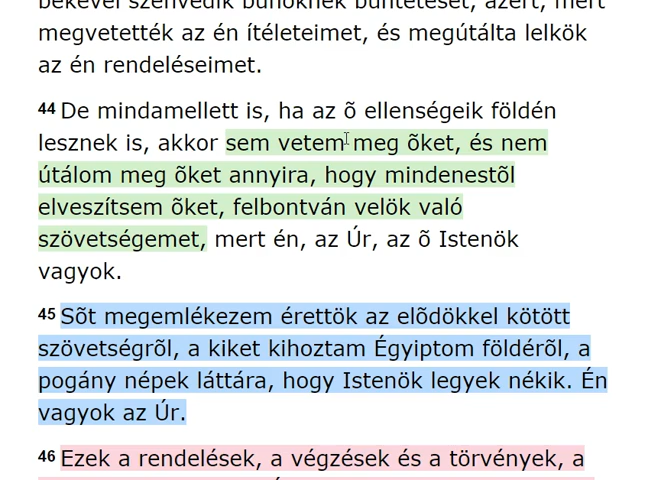 békével szenvedik bűnöknek büntetését, azért, mert
megvetették az én ítéleteimet, és megútálta lelkök
az én rendeléseimet.
44 De mindamellett is, ha az õ ellenségeik földén
lesznek is, akkor sem vetem meg õket, és nem
útálom meg õket annyira, hogy mindenestõl
elveszítsem õket, felbontván velök való
szövetségemet, mert én, az Úr, az õ Istenök
vagyok.
45 Sõt megemlékezem érettök az elõdökkel kötött
szövetségrõl, a kiket kihoztam Égyiptom földérõl, a
pogány népek láttára, hogy Istenök legyek nékik. Én
vagyok az Úr.
46 Ezek a rendelések, a végzések és a törvények, a